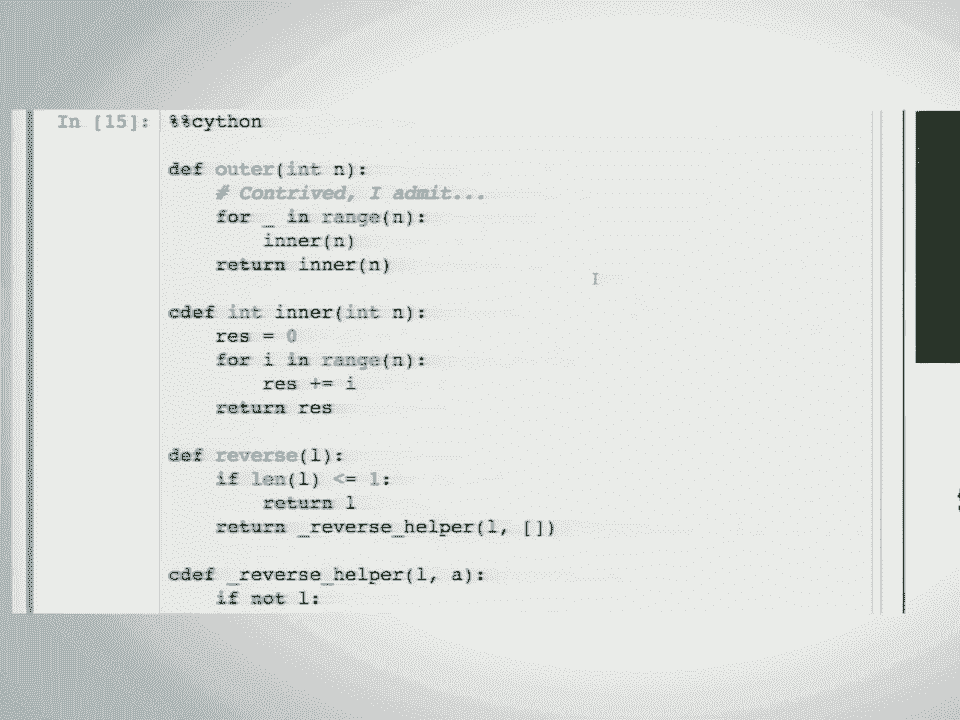 In [15]: %%cython
def outer(int n):
# Contrived, I admit...
for _ in range(n):
inner(n)
return inner(n)
cdef int inner(int n):
res = 0
for i in range(n):
res += i
return res
def reverse(l):
if len(l) <= 1:
return l
return _reverse_helper(l, [])
cdef _reverse_helper(l, a):
if not l: